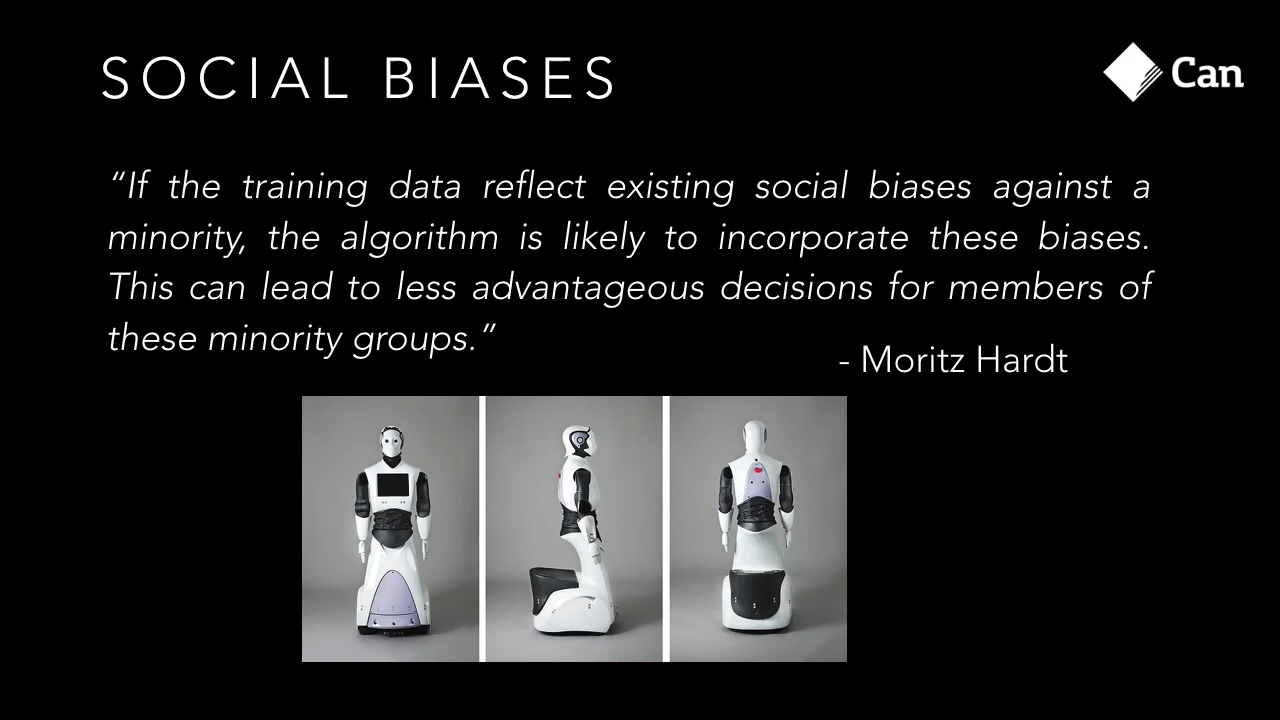 SOCIAL BIASES
Can
“If the training data reflect existing social biases against a
minority, the algorithm is likely to incorporate these biases.
This can lead to less advantageous decisions for members of
these minority groups.”
- Moritz Hardt